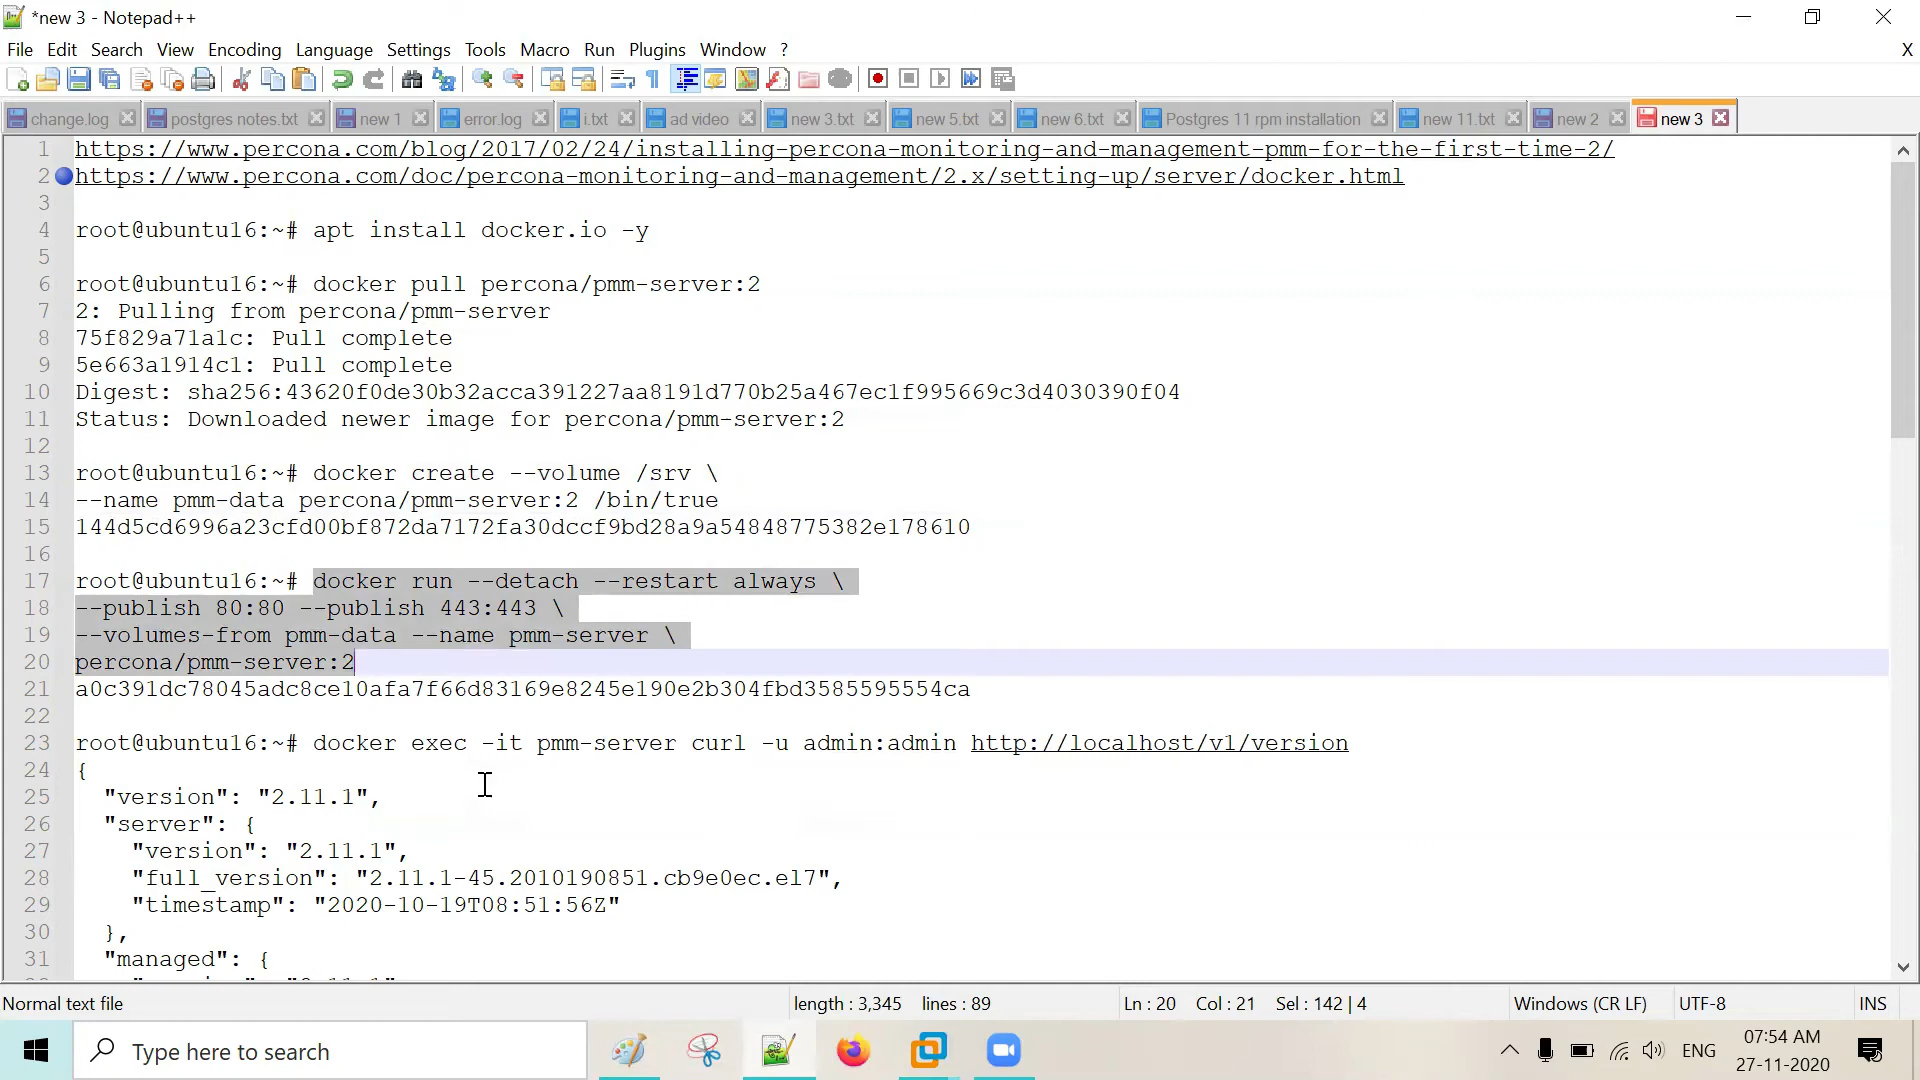 *new 3 - Notepad++
File Edit Search View Encoding Language Settings Tools Macro Run Plugins Window ? X
change.log postgres notes.txt new 1 error.log i.txt ad video new 3.txt new 5.txt new 6.txt Postgres 11 rpm installation new 11.txt new 2 new 3
1 https://www.percona.com/blog/2017/02/24/installing-percona-monitoring-and-management-pmm-for-the-first-time-2/
2 https://www.percona.com/doc/percona-monitoring-and-management/2.x/setting-up/server/docker.html
3
4 root@ubuntu16:~# apt install docker.io -y
5
6 root@ubuntu16:~# docker pull percona/pmm-server:2
7 2: Pulling from percona/pmm-server
8 75f829a71a1c: Pull complete
9 5e663a1914c1: Pull complete
10 Digest: sha256:43620f0de30b32acca391227aa8191d770b25a467ec1f995669c3d4030390f04
11 Status: Downloaded newer image for percona/pmm-server:2
12
13 root@ubuntu16:~# docker create --volume /srv \
14 --name pmm-data percona/pmm-server:2 /bin/true
15 144d5cd6996a23cfd00bf872da7172fa30dccf9bd28a9a54848775382e178610
16
17 root@ubuntu16:~# docker run --detach --restart always \
18 --publish 80:80 --publish 443:443 \
19 --volumes-from pmm-data --name pmm-server \
20 percona/pmm-server:2
21 a0c391dc78045adc8ce10afa7f66d83169e8245e190e2b304fbd3585595554ca
22
23 root@ubuntu16:~# docker exec -it pmm-server curl -u admin:admin http://localhost/v1/version
24 {
25 "version": "2.11.1",
26 "server": {
27 "version": "2.11.1",
28 "full_version": "2.11.1-45.2010190851.cb9e0ec.el7",
29 "timestamp": "2020-10-19T08:51:56Z"
30 },
31 "managed": {
Normal text file length : 3,345 lines : 89 Ln : 20 Col : 21 Sel : 142 | 4 Windows (CR LF) UTF-8 INS
Type here to search ENG 07:54 AM
27-11-2020